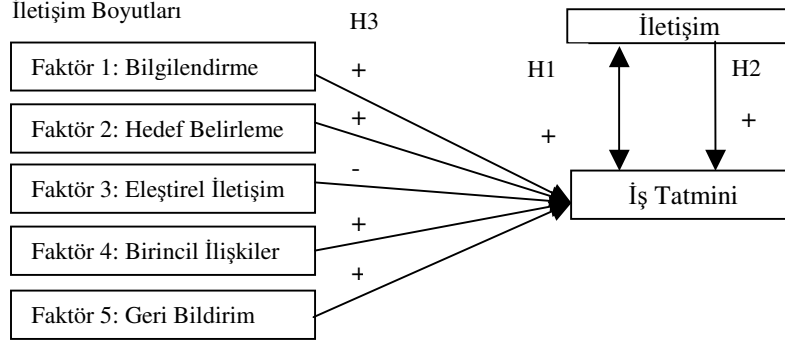 İletişim Boyutları
H3
İletişim
Faktör 1: Bilgilendirme
+
H1
H2
Faktör 2: Hedef Belirleme
+
+
+
Faktör 3: Eleştirel İletişim
-
İş Tatmini
Faktör 4: Birincil İlişkiler
+
+
Faktör 5: Geri Bildirim